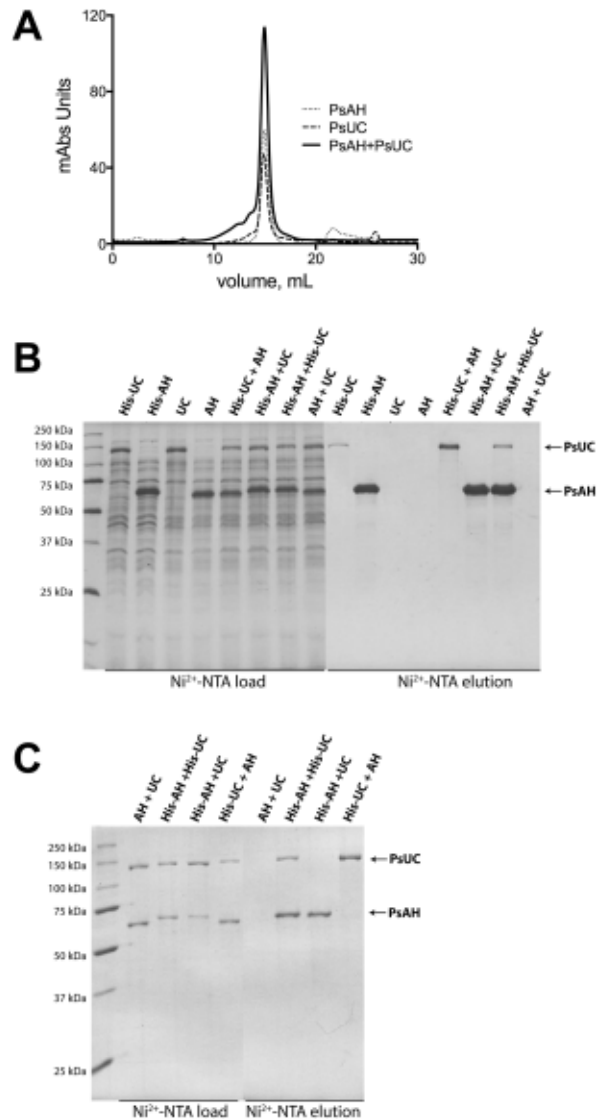 A
120
80
40
0
mAbs Units
PsAH
PsUC
PsAH+PsUC
0 10 20 30
volume, mL
B
His-UC
His-AH
UC
AH
His-UC + AH
His-AH +UC
His-AH +His-UC
AH + UC
His-UC
His-AH
UC
AH
His-UC + AH
His-AH +UC
His-AH +His-UC
AH + UC
250 kDa
150 kDa
100 kDa
75 kDa
50 kDa
37 kDa
25 kDa
←PsUC
←PsAH
Ni²⁺-NTA load
Ni²⁺-NTA elution
C
AH + UC
His-AH +His-UC
His-AH +UC
His-UC + AH
AH + UC
His-AH +His-UC
His-AH +UC
His-UC + AH
250 kDa
150 kDa
100 kDa
75 kDa
50 kDa
37 kDa
25 kDa
←PsUC
←PsAH
Ni²⁺-NTA load
Ni²⁺-NTA elution